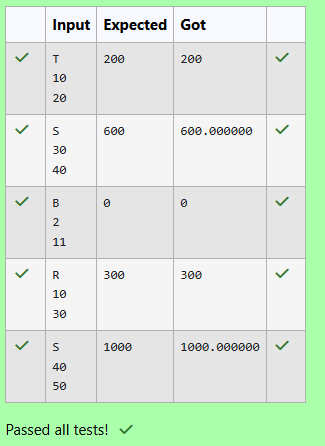 Input Expected Got
T 200 200
10
20
S 600 600.000000
30
40
B 0 0
2
11
R 300 300
10
30
S 1000 1000.000000
40
50
Passed all tests!